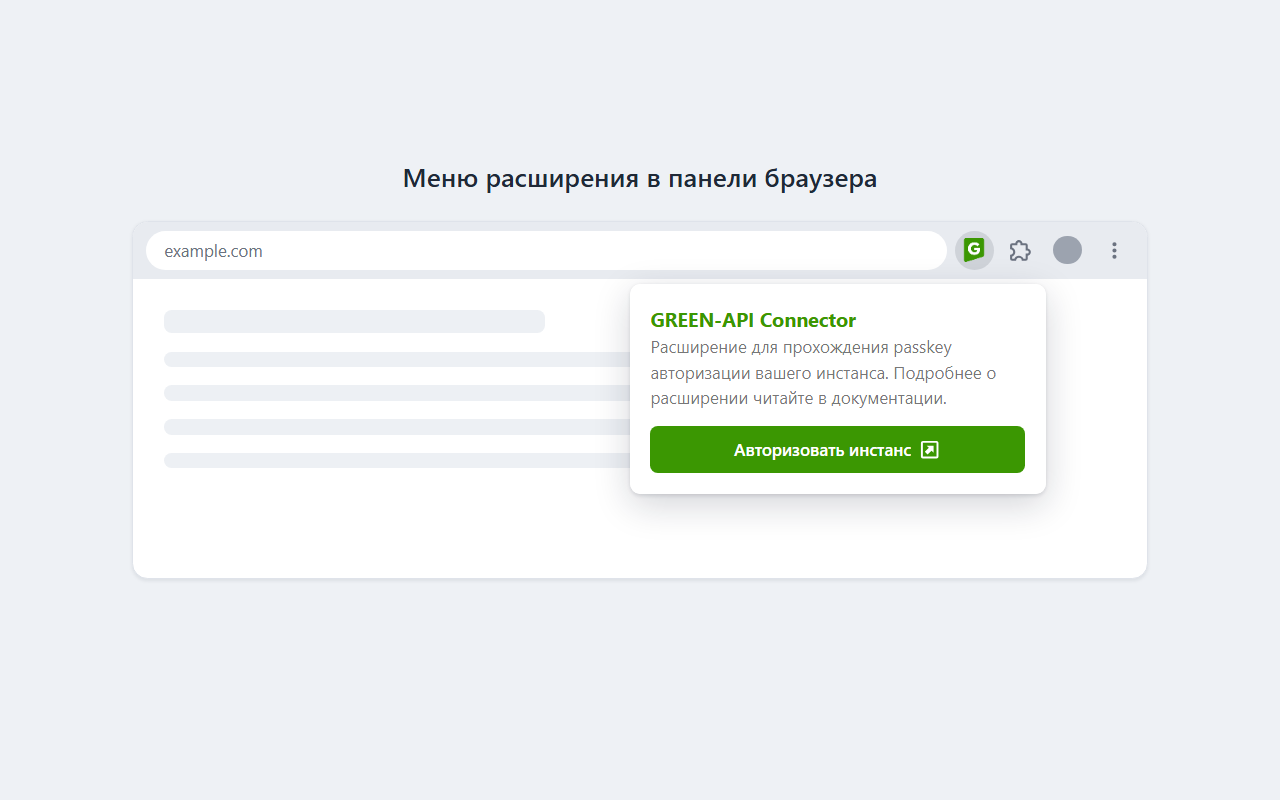 Меню расширения в панели браузера
example.com
G
GREEN-API Connector
Расширение для прохождения passkey
авторизации вашего инстанса. Подробнее о
расширении читайте в документации.
Авторизовать инстанс